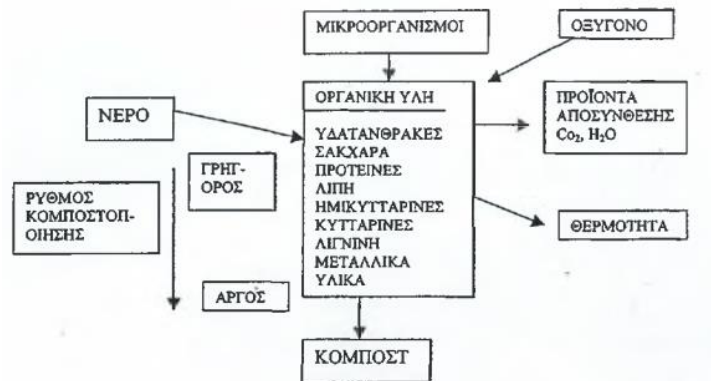 ΜΙΚΡΟΟΡΓΑΝΙΣΜΟΙ
ΟΞΥΓΟΝΟ
ΝΕΡΟ
ΟΡΓΑΝΙΚΗ ΥΛΗ
ΥΔΑΤΑΝΘΡΑΚΕΣ
ΣΑΚΧΑΡΑ
ΠΡΟΤΕΙΝΕΣ
ΛΙΠΗ
ΗΜΙΚΥΤΤΑΡΙΝΕΣ
ΚΥΤΤΑΡΙΝΕΣ
ΛΙΓΝΙΝΗ
ΜΕΤΑΛΛΙΚΑ
ΥΛΙΚΑ
ΠΡΟΪΟΝΤΑ
ΑΠΟΣΥΝΘΕΣΗΣ
Co₂, H₂O
ΘΕΡΜΟΤΗΤΑ
ΡΥΘΜΟΣ
ΚΟΜΠΟΣΤΟΠ-
ΟΙΗΣΗΣ
ΓΡΗΓ-
ΟΡΟΣ
ΑΡΓΟΣ
ΚΟΜΠΟΣΤ